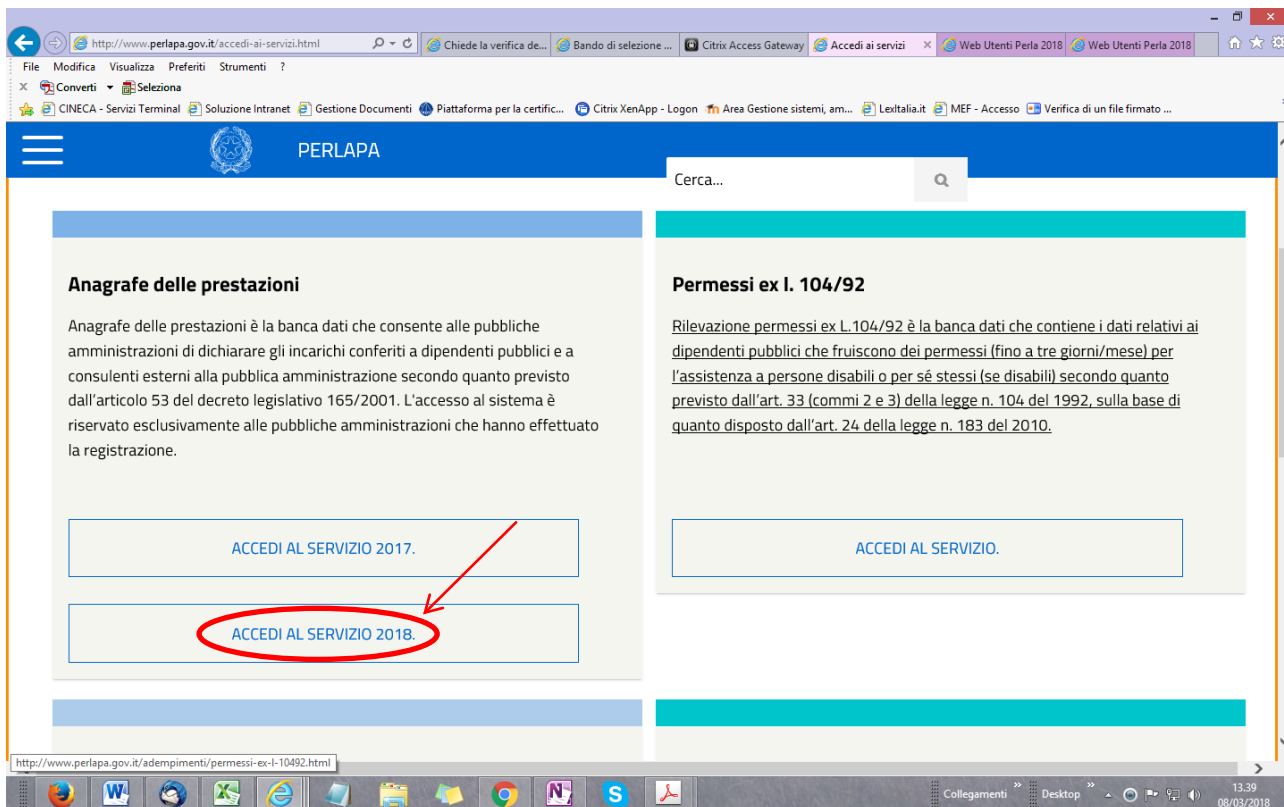 http://www.perlapa.gov.it/accedi-ai-servizi.html
Chiede la verifica de...
Bando di selezione ...
Citrix Access Gateway
Accedi ai servizi
Web Utenti Perla 2018
Web Utenti Perla 2018
File Modifica Visualizza Preferiti Strumenti ?
x Converti Seleziona
CINECA - Servizi Terminal Soluzione Intranet Gestione Documenti Piattaforma per la certific... Citrix XenApp - Logon Area Gestione sistemi, am... LexItalia.it MEF - Accesso Verifica di un file firmato ...
PERLAPA
Cerca...
Anagrafe delle prestazioni
Anagrafe delle prestazioni è la banca dati che consente alle pubbliche
amministrazioni di dichiarare gli incarichi conferiti a dipendenti pubblici e a
consulenti esterni alla pubblica amministrazione secondo quanto previsto
dall'articolo 53 del decreto legislativo 165/2001. L'accesso al sistema è
riservato esclusivamente alle pubbliche amministrazioni che hanno effettuato
la registrazione.
ACCEDI AL SERVIZIO 2017.
ACCEDI AL SERVIZIO 2018.
Permessi ex l. 104/92
Rilevazione permessi ex L.104/92 è la banca dati che contiene i dati relativi ai
dipendenti pubblici che fruiscono dei permessi (fino a tre giorni/mese) per
l'assistenza a persone disabili o per sé stessi (se disabili) secondo quanto
previsto dall'art. 33 (commi 2 e 3) della legge n. 104 del 1992, sulla base di
quanto disposto dall'art. 24 della legge n. 183 del 2010.
ACCEDI AL SERVIZIO.
http://www.perlapa.gov.it/adempimenti/permessi-ex-l-10492.html
Collegamenti Desktop
13.39
08/03/2018